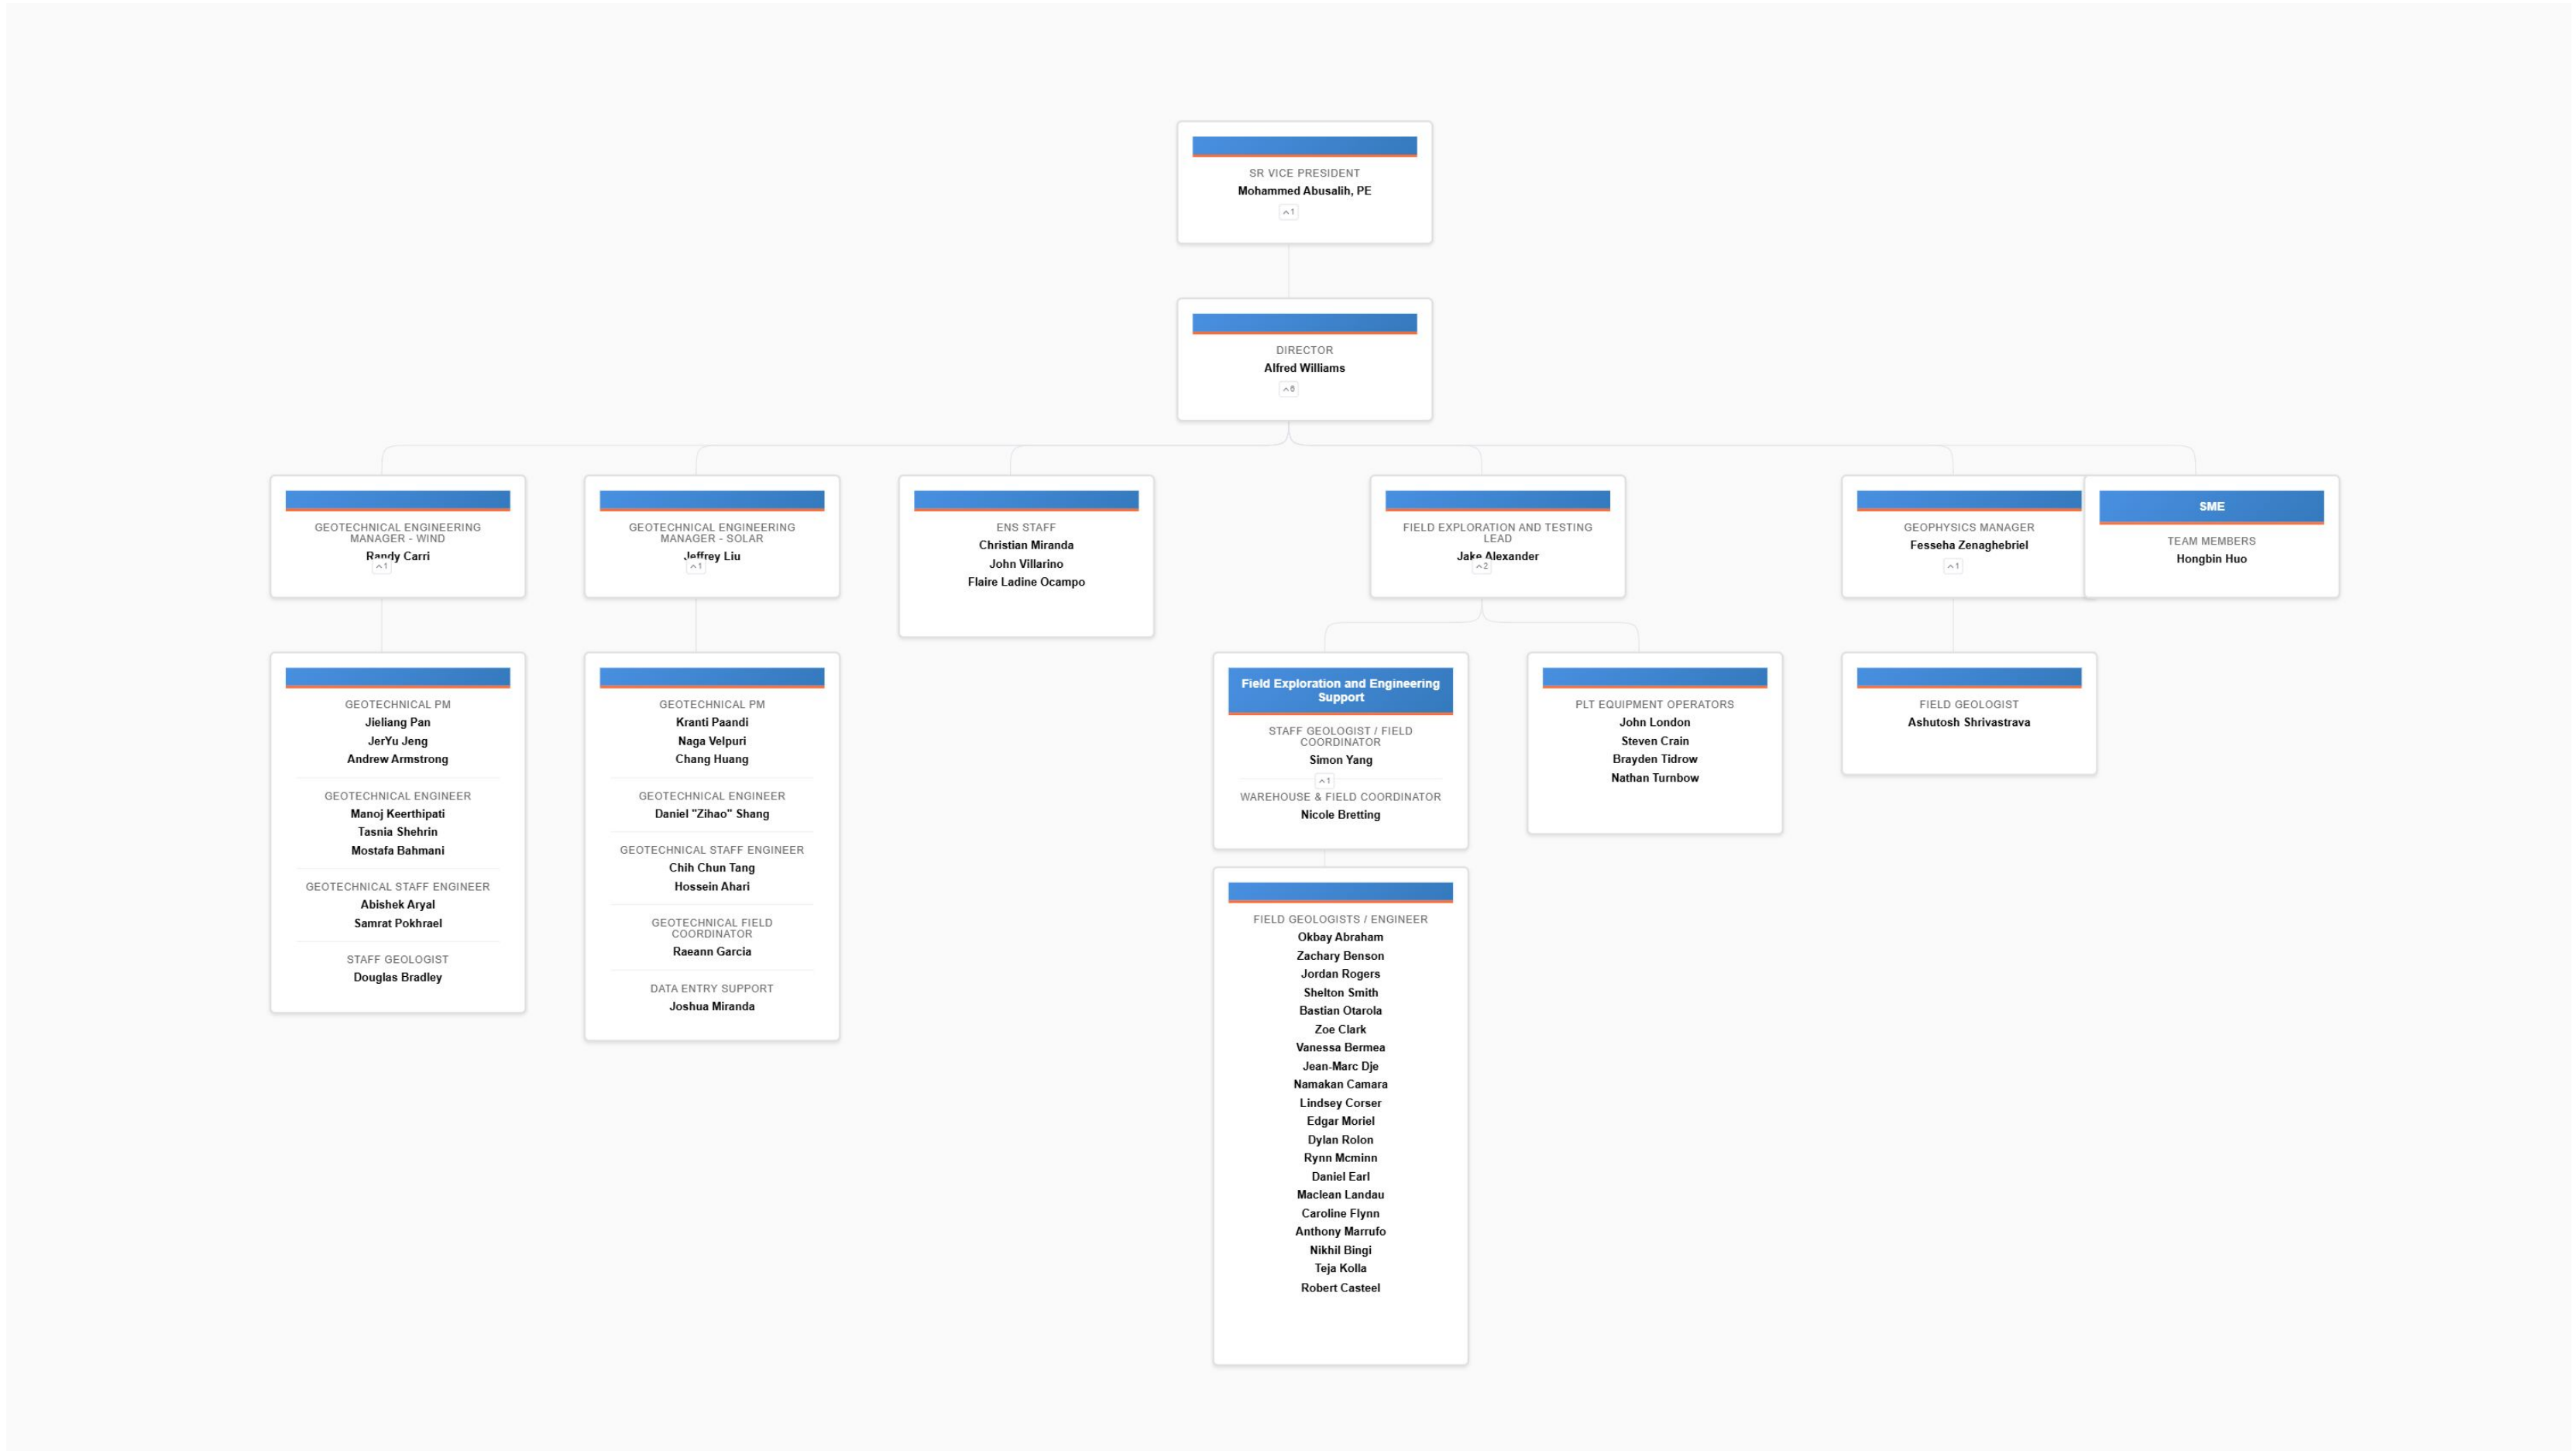 SR VICE PRESIDENT
Mohammed Abusalih, PE
1
DIRECTOR
Alfred Williams
6
GEOTECHNICAL ENGINEERING
MANAGER - WIND
Randy Carri
1
GEOTECHNICAL ENGINEERING
MANAGER - SOLAR
Jeffrey Liu
1
ENS STAFF
Christian Miranda
John Villarino
Flaire Ladine Ocampo
FIELD EXPLORATION AND TESTING
LEAD
Jake Alexander
2
GEOPHYSICS MANAGER
Fesseha Zenaghebriel
1
SME
TEAM MEMBERS
Hongbin Huo
GEOTECHNICAL PM
Jieliang Pan
JerYu Jeng
Andrew Armstrong
GEOTECHNICAL ENGINEER
Manoj Keerthipati
Tasnia Shehrin
Mostafa Bahmani
GEOTECHNICAL STAFF ENGINEER
Abishek Aryal
Samrat Pokhrael
STAFF GEOLOGIST
Douglas Bradley
GEOTECHNICAL PM
Kranti Paandi
Naga Velpuri
Chang Huang
GEOTECHNICAL ENGINEER
Daniel "Zihao" Shang
GEOTECHNICAL STAFF ENGINEER
Chih Chun Tang
Hossein Ahari
GEOTECHNICAL FIELD
COORDINATOR
Raeann Garcia
DATA ENTRY SUPPORT
Joshua Miranda
Field Exploration and Engineering
Support
STAFF GEOLOGIST / FIELD
COORDINATOR
Simon Yang
1
WAREHOUSE & FIELD COORDINATOR
Nicole Bretting
PLT EQUIPMENT OPERATORS
John London
Steven Crain
Brayden Tidrow
Nathan Turnbow
FIELD GEOLOGIST
Ashutosh Shrivastrava
FIELD GEOLOGISTS / ENGINEER
Okbay Abraham
Zachary Benson
Jordan Rogers
Shelton Smith
Bastian Otarola
Zoe Clark
Vanessa Bermea
Jean-Marc Dje
Namakan Camara
Lindsey Corser
Edgar Moriel
Dylan Rolon
Rynn Mcminn
Daniel Earl
Maclean Landau
Caroline Flynn
Anthony Marrufo
Nikhil Bingi
Teja Kolla
Robert Casteel